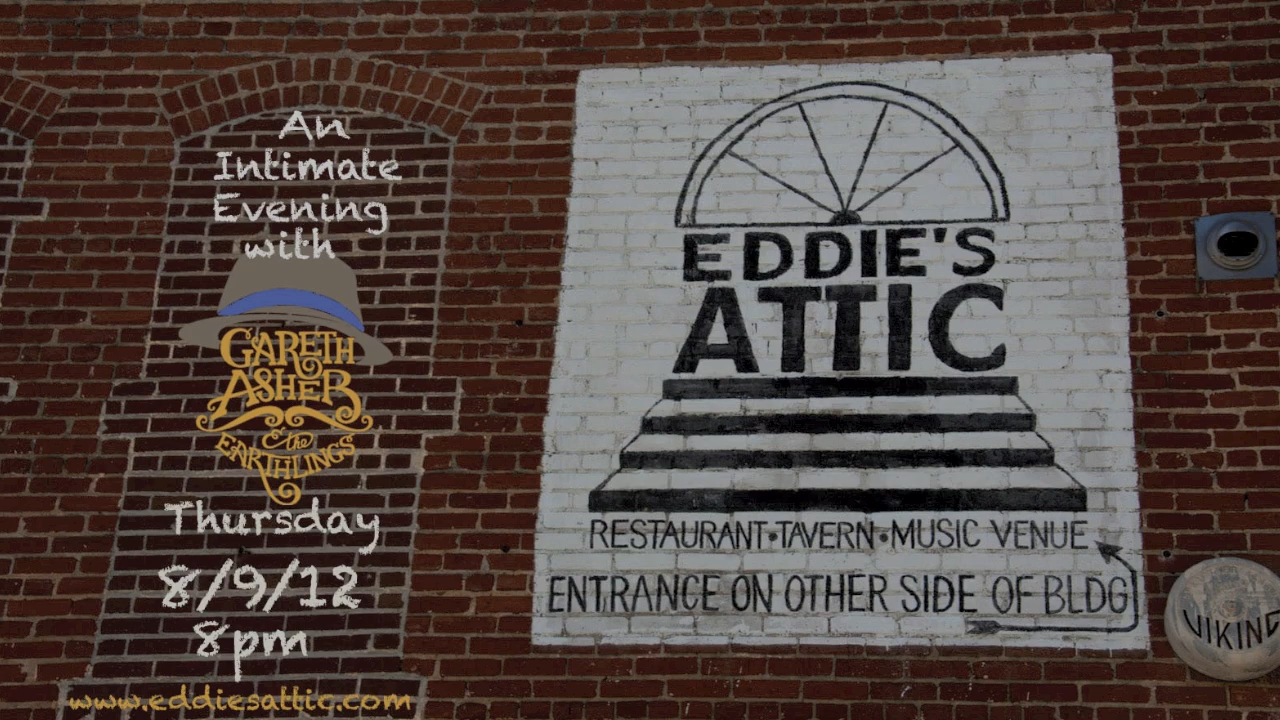 An
Intimate
Evening
with
GARETH
ASHER
& the
EARTHLINGS
Thursday
8/9/12
8pm
www.eddiesattic.com
EDDIE'S
ATTIC
RESTAURANT•TAVERN•MUSIC VENUE
ENTRANCE ON OTHER SIDE OF BLDG
VIKING